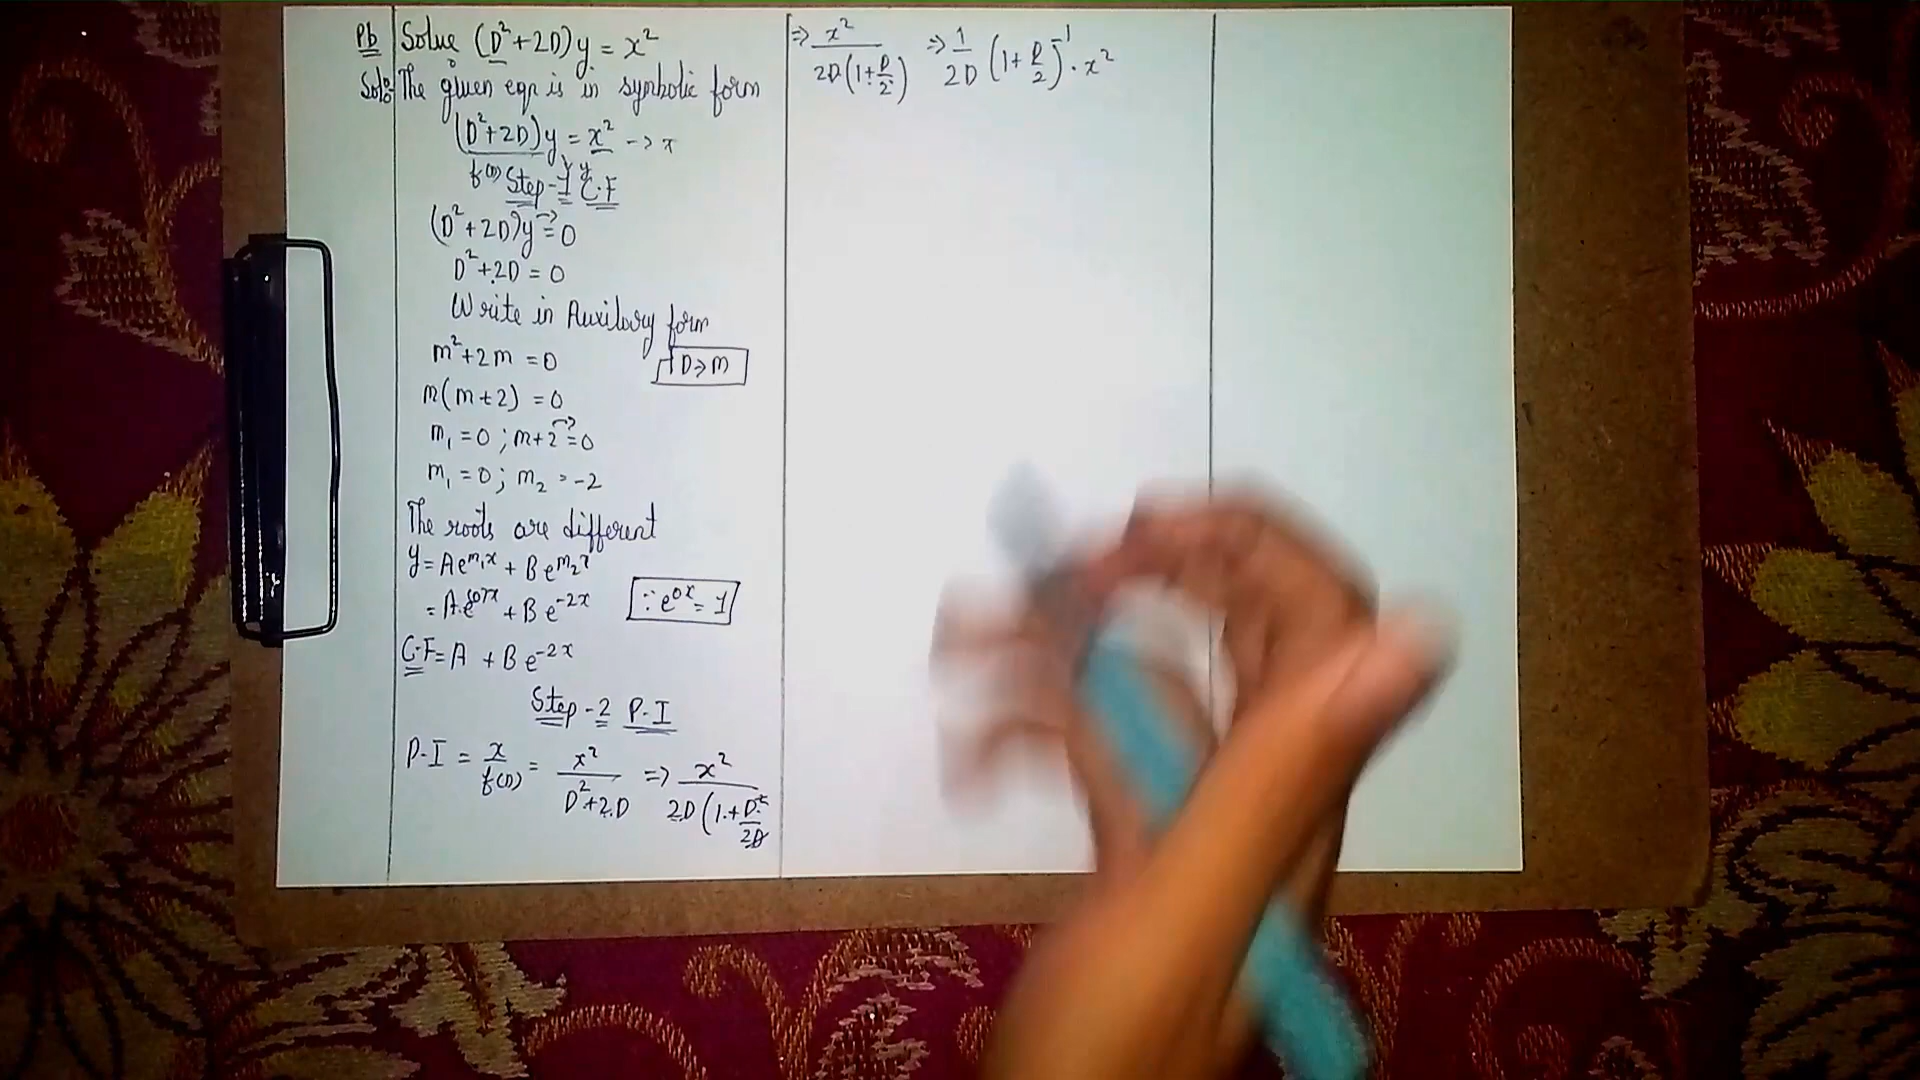 Pb Solve (D²+2D)y = x²
Sol: The given eqn is in symbolic form
(D²+2D)y = x² -> x
f(D) y
Step-1 C.F
(D²+2D)y = 0
D²+2D = 0
Write in Auxilary form
m²+2m = 0 D→m
m(m+2) = 0
m₁ = 0 ; m+2 = 0
m₁ = 0 ; m₂ = -2
The roots are different
y = Ae^m₁x + Be^m₂x
= A.e^(0)x + Be^-2x ∵ e^0x = 1
C.F = A + Be^-2x
Step-2 P.I
P.I = x/f(D) = x²/D²+2D => x²/2D(1+D²/2D
=> x²/2D(1+D/2) => 1/2D (1+D/2)^-1 . x²